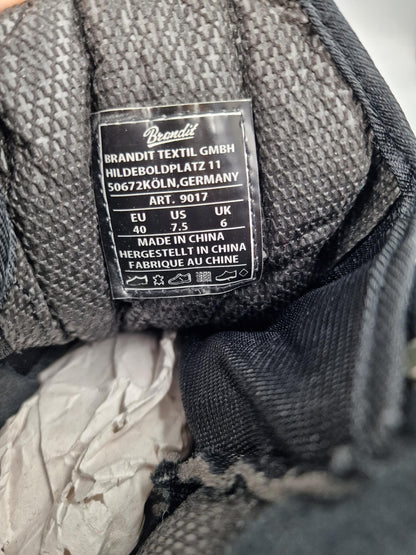 Brandit
BRANDIT TEXTIL GMBH
HILDEBOLDPLATZ 11
50672KÖLN,GERMANY
ART. 9017
EU US UK
40 7.5 6
MADE IN CHINA
HERGESTELLT IN CHINA
FABRIQUE AU CHINE